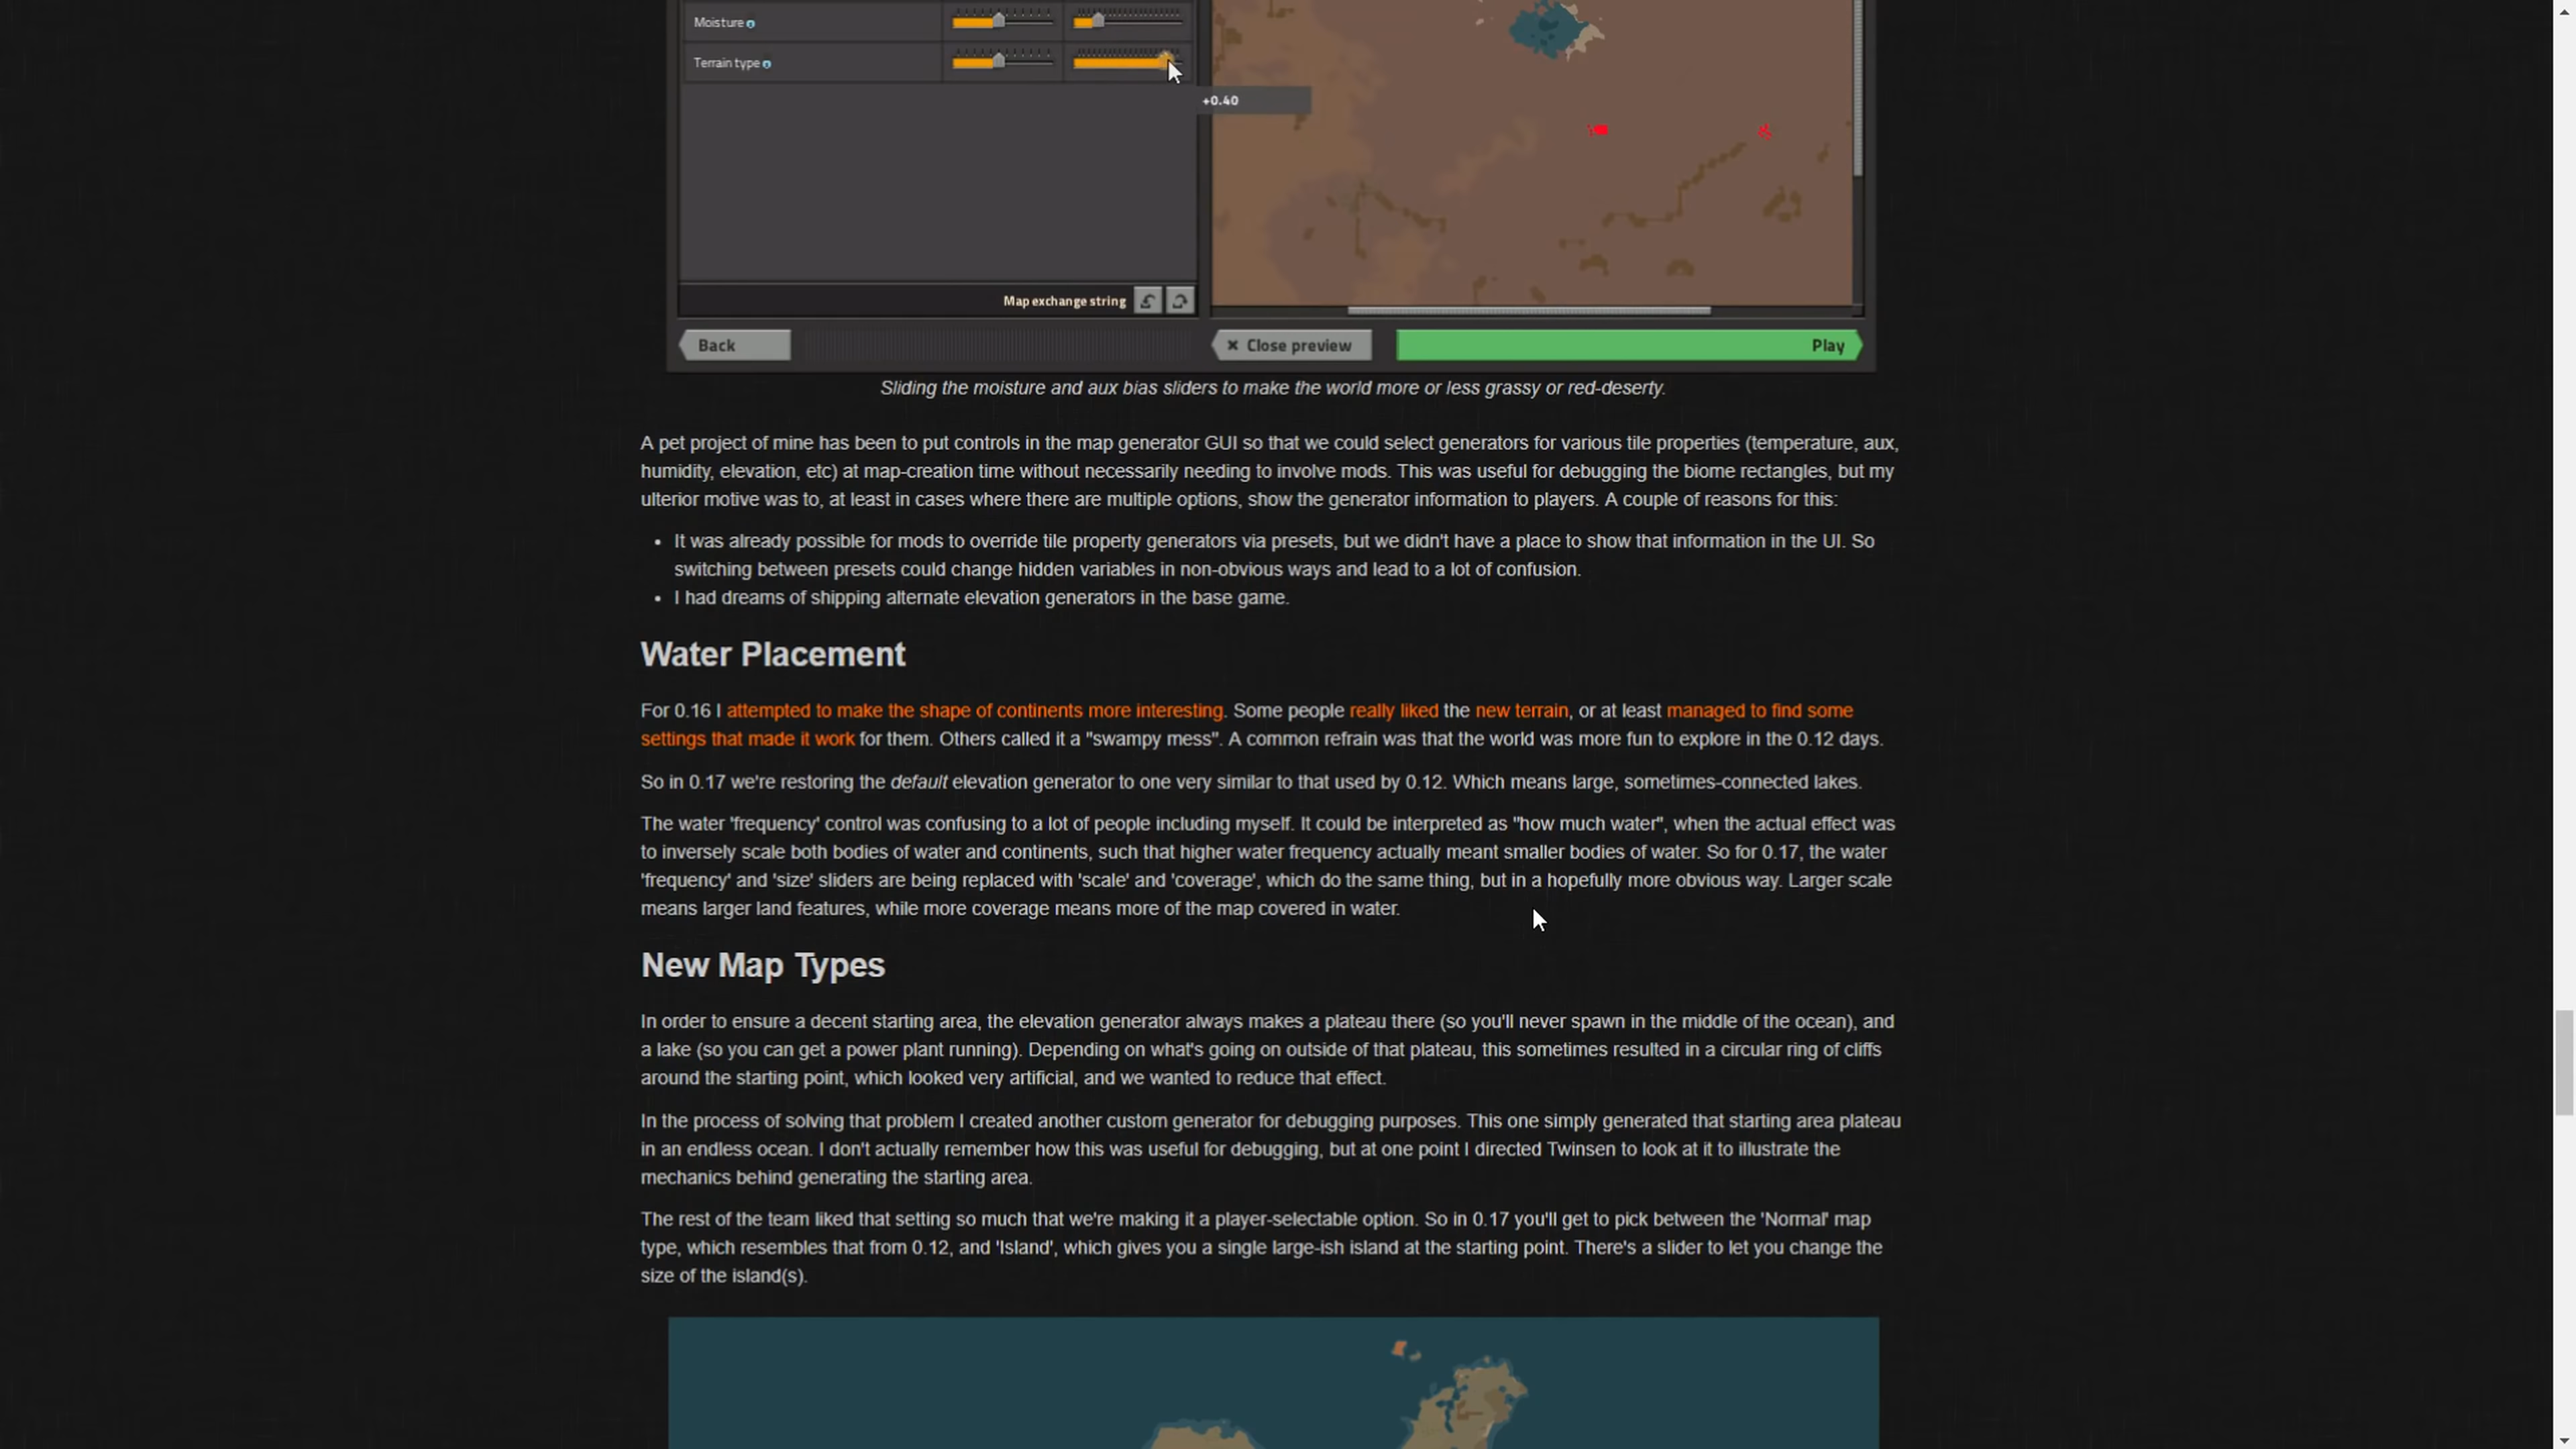 Moisture
Terrain type
+0.40
Map exchange string
Back
Close preview
Play
Sliding the moisture and aux bias sliders to make the world more or less grassy or red-deserty.
A pet project of mine has been to put controls in the map generator GUI so that we could select generators for various tile properties (temperature, aux,
humidity, elevation, etc) at map-creation time without necessarily needing to involve mods. This was useful for debugging the biome rectangles, but my
ulterior motive was to, at least in cases where there are multiple options, show the generator information to players. A couple of reasons for this:
• It was already possible for mods to override tile property generators via presets, but we didn't have a place to show that information in the UI. So
switching between presets could change hidden variables in non-obvious ways and lead to a lot of confusion.
• I had dreams of shipping alternate elevation generators in the base game.
Water Placement
For 0.16 I attempted to make the shape of continents more interesting. Some people really liked the new terrain, or at least managed to find some
settings that made it work for them. Others called it a "swampy mess". A common refrain was that the world was more fun to explore in the 0.12 days.
So in 0.17 we're restoring the default elevation generator to one very similar to that used by 0.12. Which means large, sometimes-connected lakes.
The water 'frequency' control was confusing to a lot of people including myself. It could be interpreted as "how much water", when the actual effect was
to inversely scale both bodies of water and continents, such that higher water frequency actually meant smaller bodies of water. So for 0.17, the water
'frequency' and 'size' sliders are being replaced with 'scale' and 'coverage', which do the same thing, but in a hopefully more obvious way. Larger scale
means larger land features, while more coverage means more of the map covered in water.
New Map Types
In order to ensure a decent starting area, the elevation generator always makes a plateau there (so you'll never spawn in the middle of the ocean), and
a lake (so you can get a power plant running). Depending on what's going on outside of that plateau, this sometimes resulted in a circular ring of cliffs
around the starting point, which looked very artificial, and we wanted to reduce that effect.
In the process of solving that problem I created another custom generator for debugging purposes. This one simply generated that starting area plateau
in an endless ocean. I don't actually remember how this was useful for debugging, but at one point I directed Twinsen to look at it to illustrate the
mechanics behind generating the starting area.
The rest of the team liked that setting so much that we're making it a player-selectable option. So in 0.17 you'll get to pick between the 'Normal' map
type, which resembles that from 0.12, and 'Island', which gives you a single large-ish island at the starting point. There's a slider to let you change the
size of the island(s).